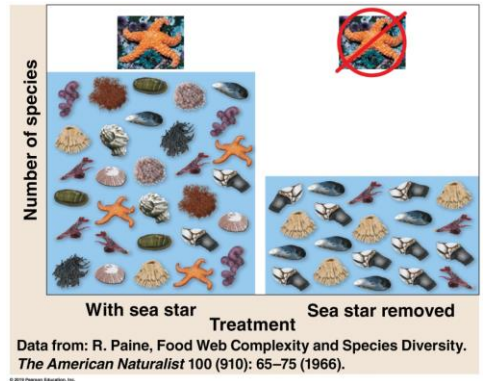 Number of species
With sea star
Sea star removed
Treatment
Data from: R. Paine, Food Web Complexity and Species Diversity.
The American Naturalist 100 (910): 65–75 (1966).